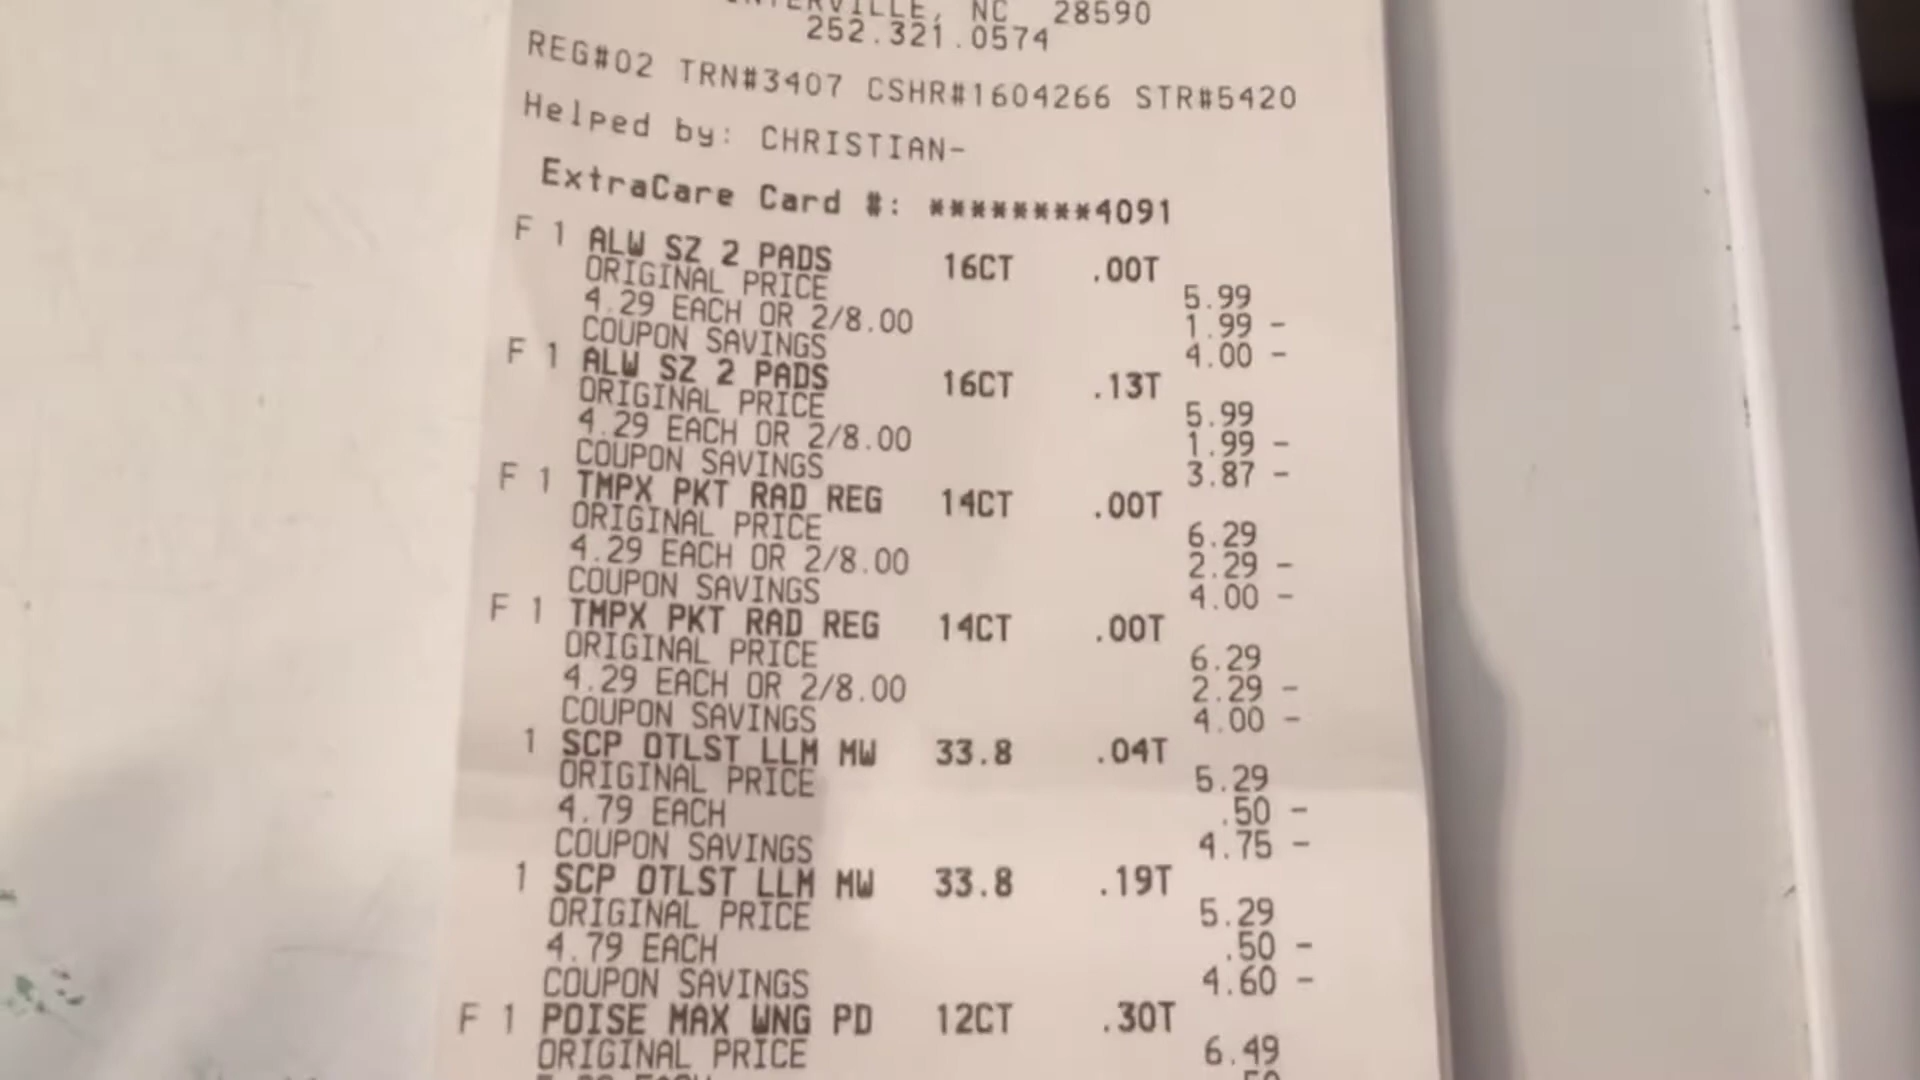 NTERVILLE, NC 28590
252.321.0574
REG#02 TRN#3407 CSHR#1604266 STR#5420
Helped by: CHRISTIAN-
ExtraCare Card #: ********4091
F 1 ALW SZ 2 PADS 16CT .00T
ORIGINAL PRICE 5.99
4.29 EACH OR 2/8.00 1.99 -
COUPON SAVINGS 4.00 -
F 1 ALW SZ 2 PADS 16CT .13T
ORIGINAL PRICE 5.99
4.29 EACH OR 2/8.00 1.99 -
COUPON SAVINGS 3.87 -
F 1 TMPX PKT RAD REG 14CT .00T
ORIGINAL PRICE 6.29
4.29 EACH OR 2/8.00 2.29 -
COUPON SAVINGS 4.00 -
F 1 TMPX PKT RAD REG 14CT .00T
ORIGINAL PRICE 6.29
4.29 EACH OR 2/8.00 2.29 -
COUPON SAVINGS 4.00 -
1 SCP OTLST LLM MW 33.8 .04T
ORIGINAL PRICE 5.29
4.79 EACH .50 -
COUPON SAVINGS 4.75 -
1 SCP OTLST LLM MW 33.8 .19T
ORIGINAL PRICE 5.29
4.79 EACH .50 -
COUPON SAVINGS 4.60 -
F 1 POISE MAX WNG PD 12CT .30T
ORIGINAL PRICE 6.49